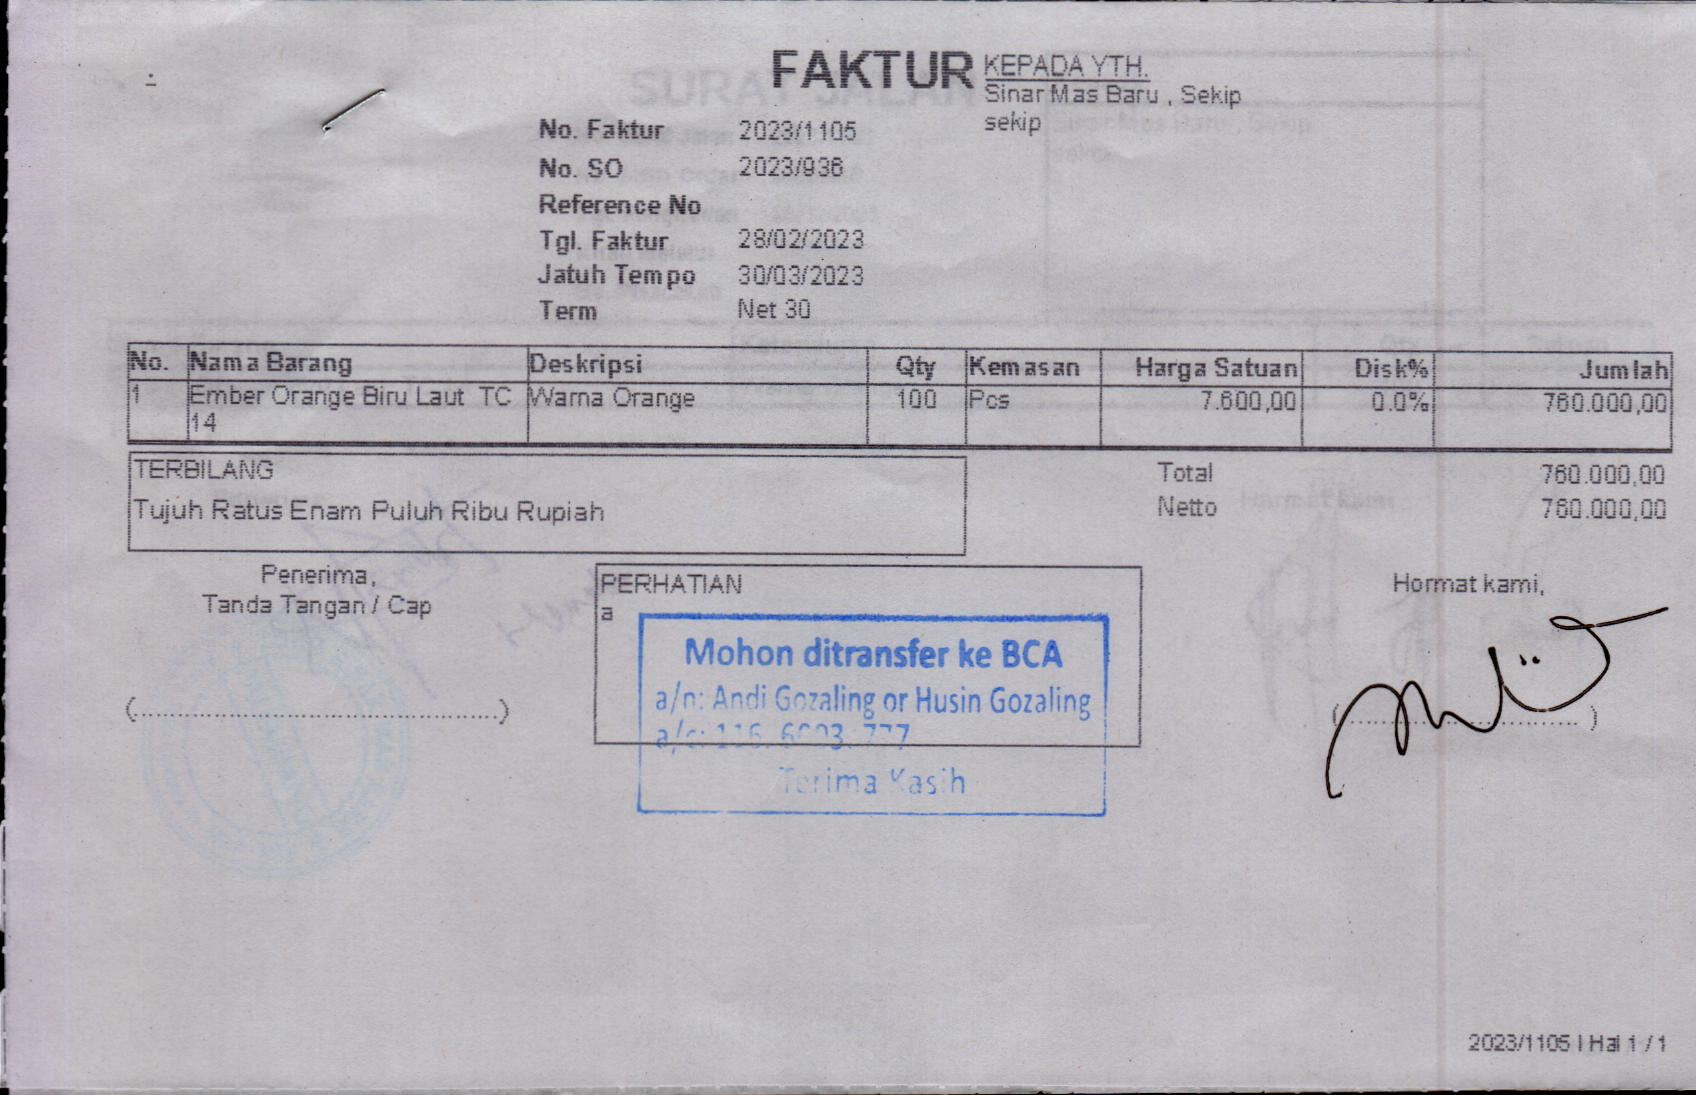 FAKTUR
KEPADA YTH.
Sinar Mas Baru , Sekip
sekip
No. Faktur 2023/1105
No. SO 2023/936
Reference No
Tgl. Faktur 28/02/2023
Jatuh Tempo 30/03/2023
Term Net 30
No. Nama Barang Deskripsi Qty Kemasan Harga Satuan Disk% Jumlah
1 Ember Orange Biru Laut TC Warna Orange 100 Pcs 7.600,00 0.0% 760.000,00
14
TERBILANG
Tujuh Ratus Enam Puluh Ribu Rupiah
Total 760.000,00
Netto 760.000,00
Penerima,
Tanda Tangan / Cap
(............................................)
PERHATIAN
a
Mohon ditransfer ke BCA
a/n: Andi Gozaling or Husin Gozaling
a/c:
Terima Kasih
Hormat kami,
(............................)
2023/1105 | Hal 1 / 1